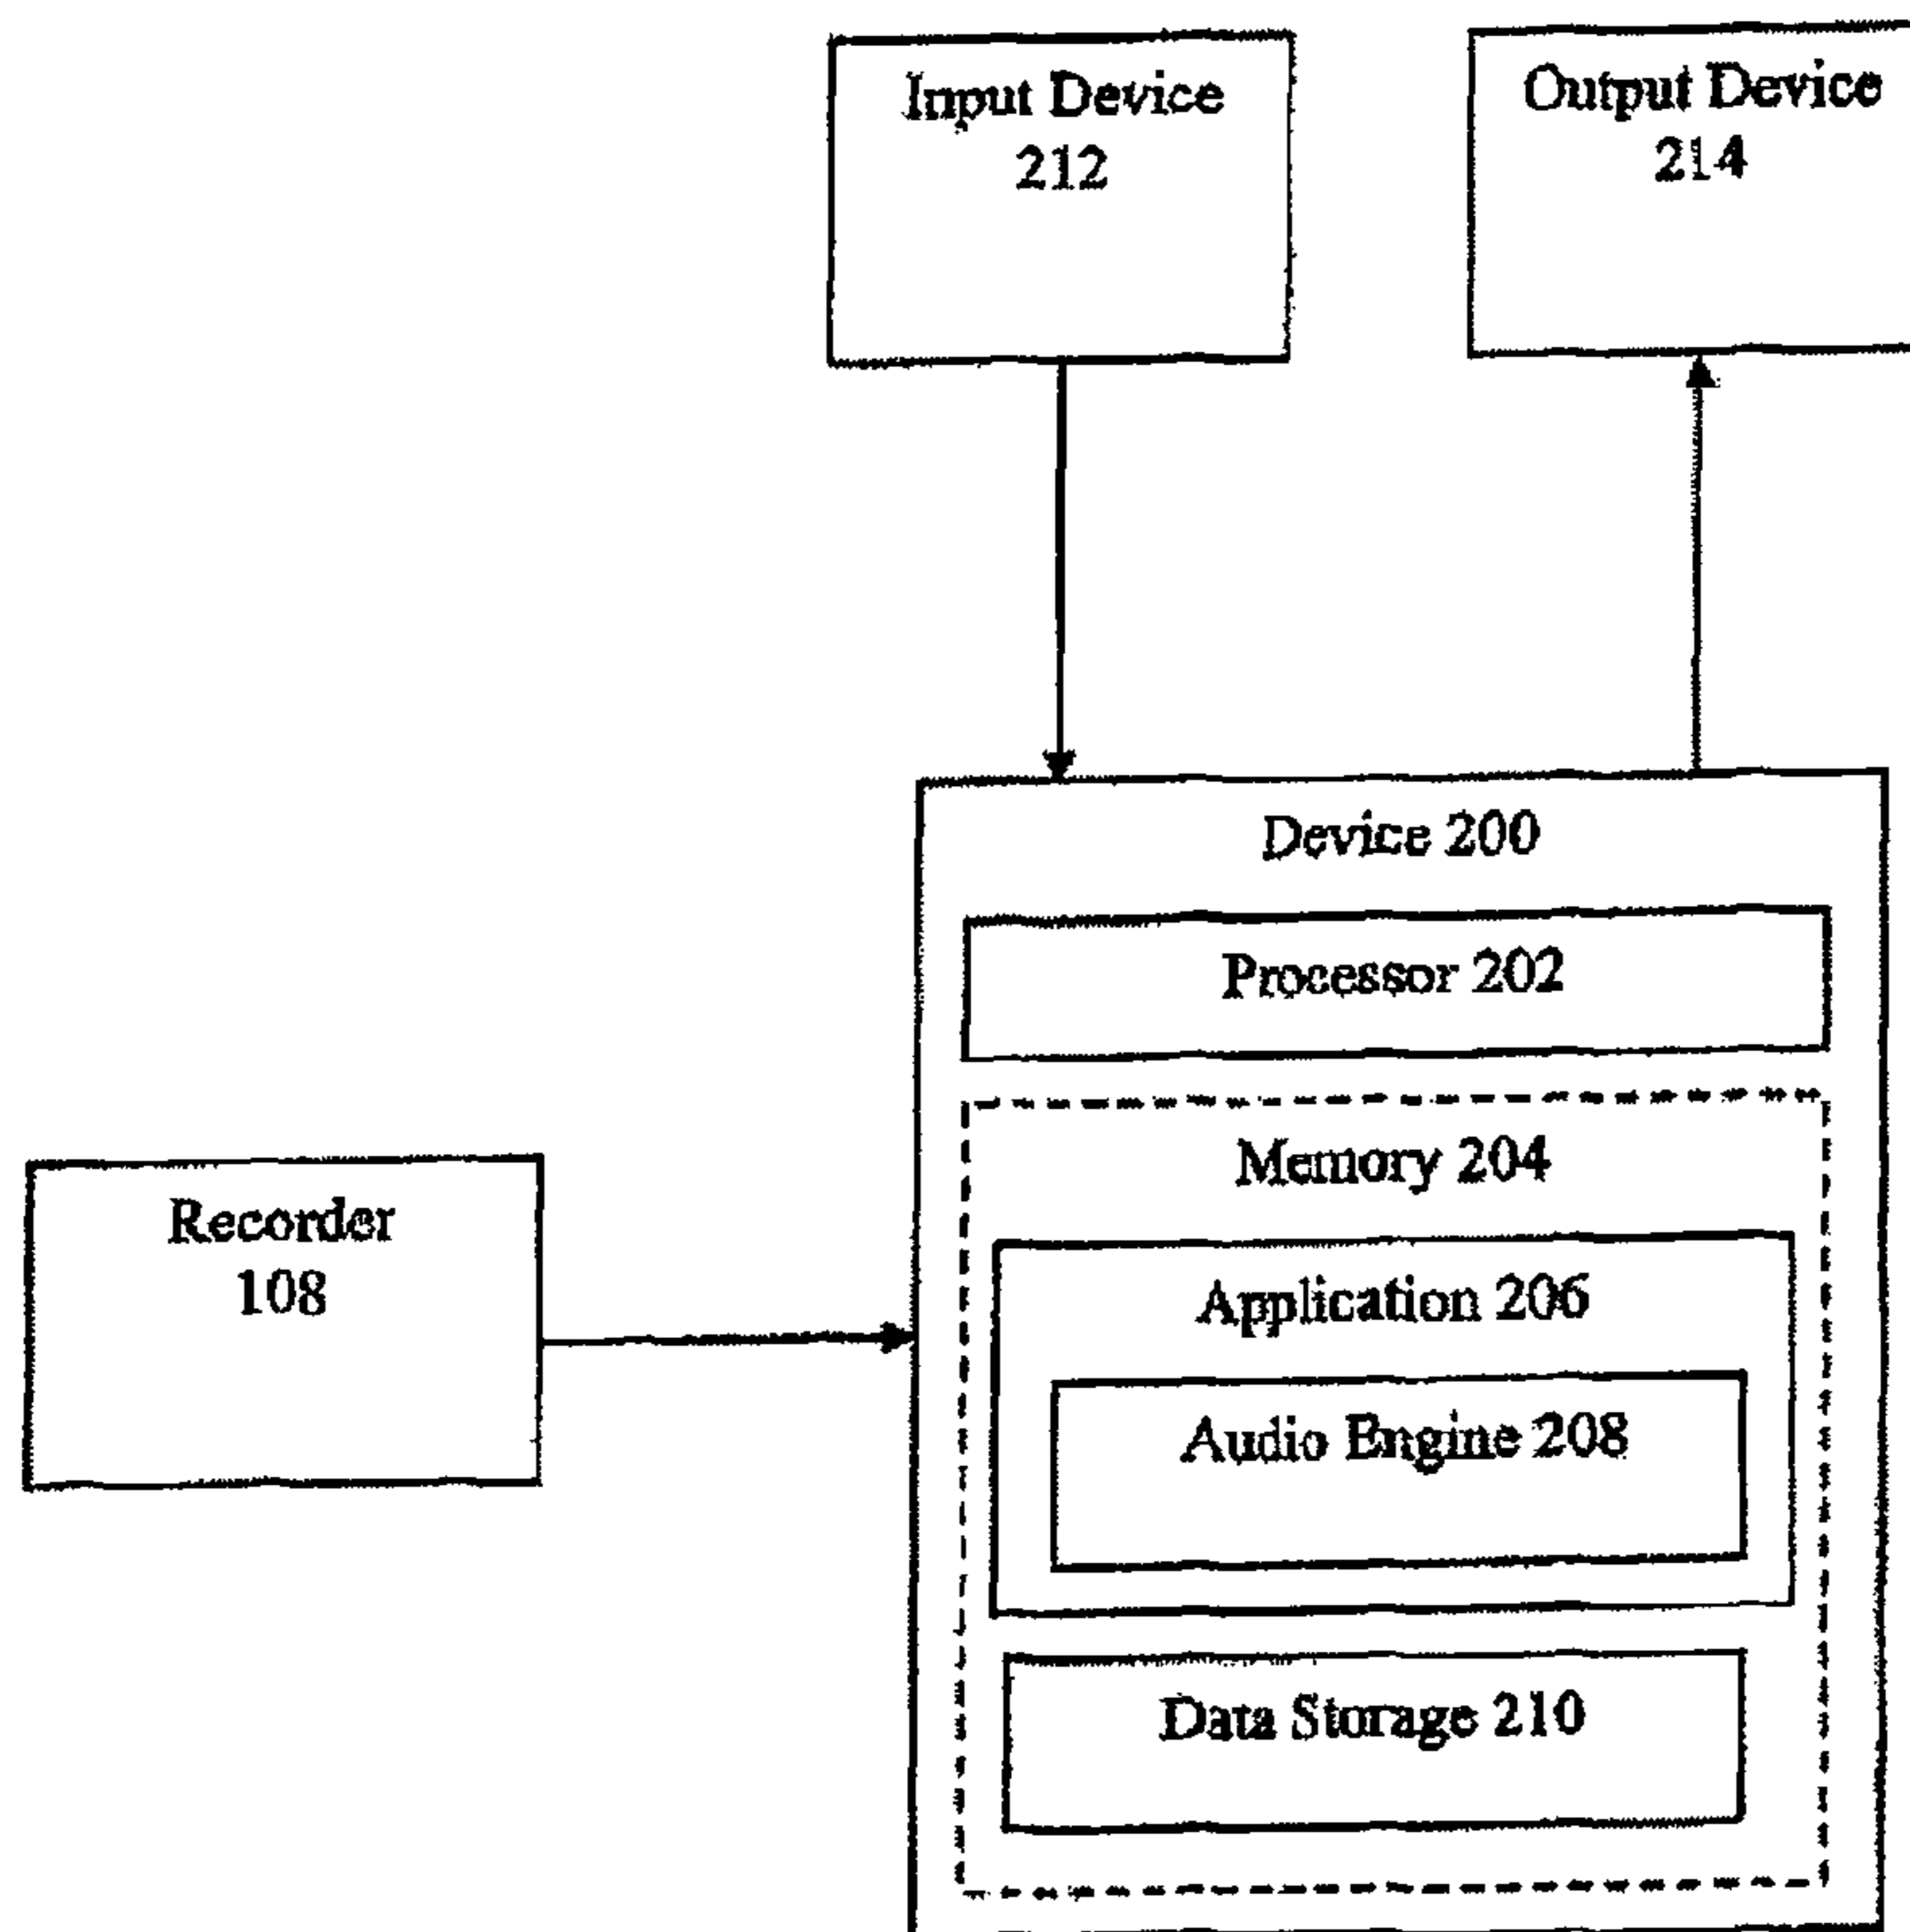 Input Device
212
Output Device
214
Device 200
Processor 202
Memory 204
Recorder
108
Application 206
Audio Engine 208
Data Storage 210